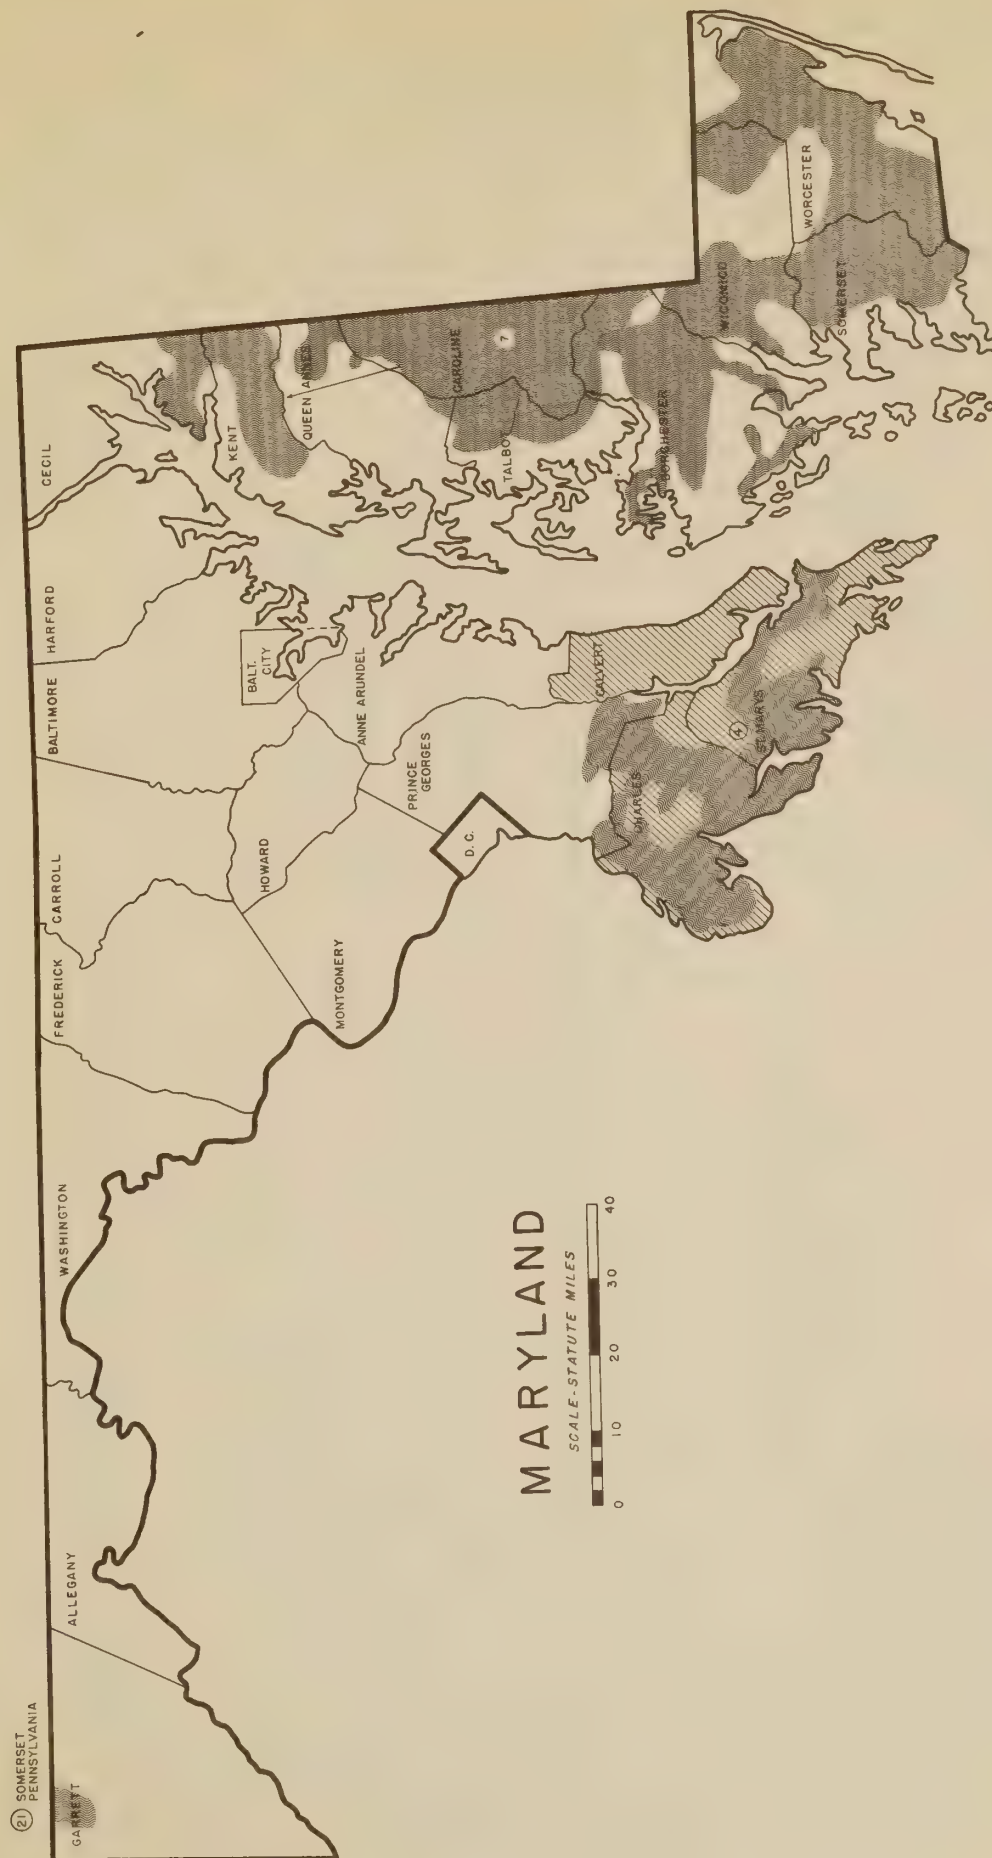 (21) SOMERSET
PENNSYLVANIA
GARRETT
ALLEGANY
WASHINGTON
FREDERICK
CARROLL
BALTIMORE
HARFORD
CECIL
KENT
QUEEN ANNES
CAROLINE
7
TALBOT
DORCHESTER
WICOMICO
WORCESTER
SOMERSET
BALT.
CITY
HOWARD
ANNE ARUNDEL
MONTGOMERY
PRINCE
GEORGES
D. C.
CALVERT
CHARLES
4
ST. MARYS
MARYLAND
SCALE-STATUTE MILES
0 10 20 30 40